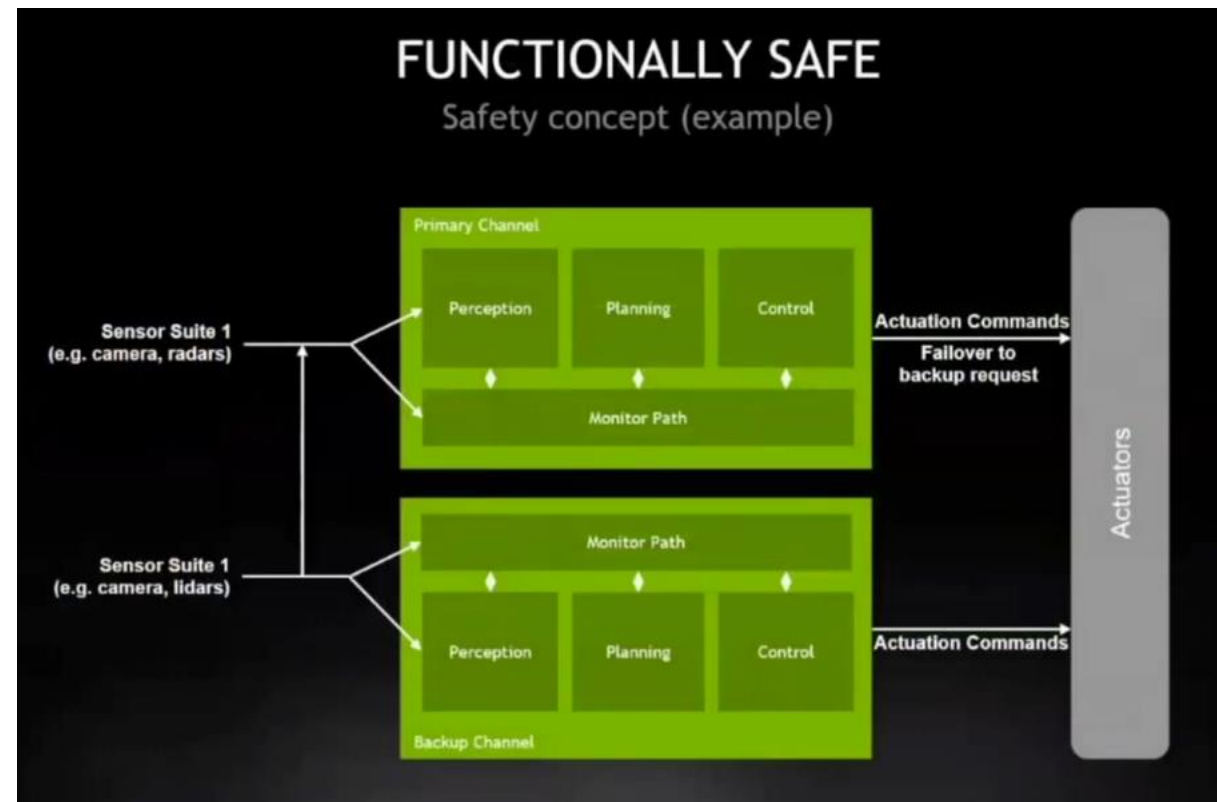 FUNCTIONALLY SAFE
Safety concept (example)
Primary Channel
Perception
Planning
Control
Monitor Path
Sensor Suite 1
(e.g. camera, radars)
Actuation Commands
Failover to
backup request
Actuators
Monitor Path
Sensor Suite 1
(e.g. camera, lidars)
Perception
Planning
Control
Actuation Commands
Backup Channel